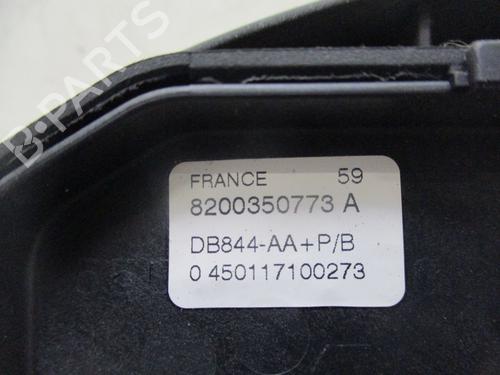 B-PARTS
FRANCE 59
8200350773 A
DB844-AA+P/B
0 450117100273